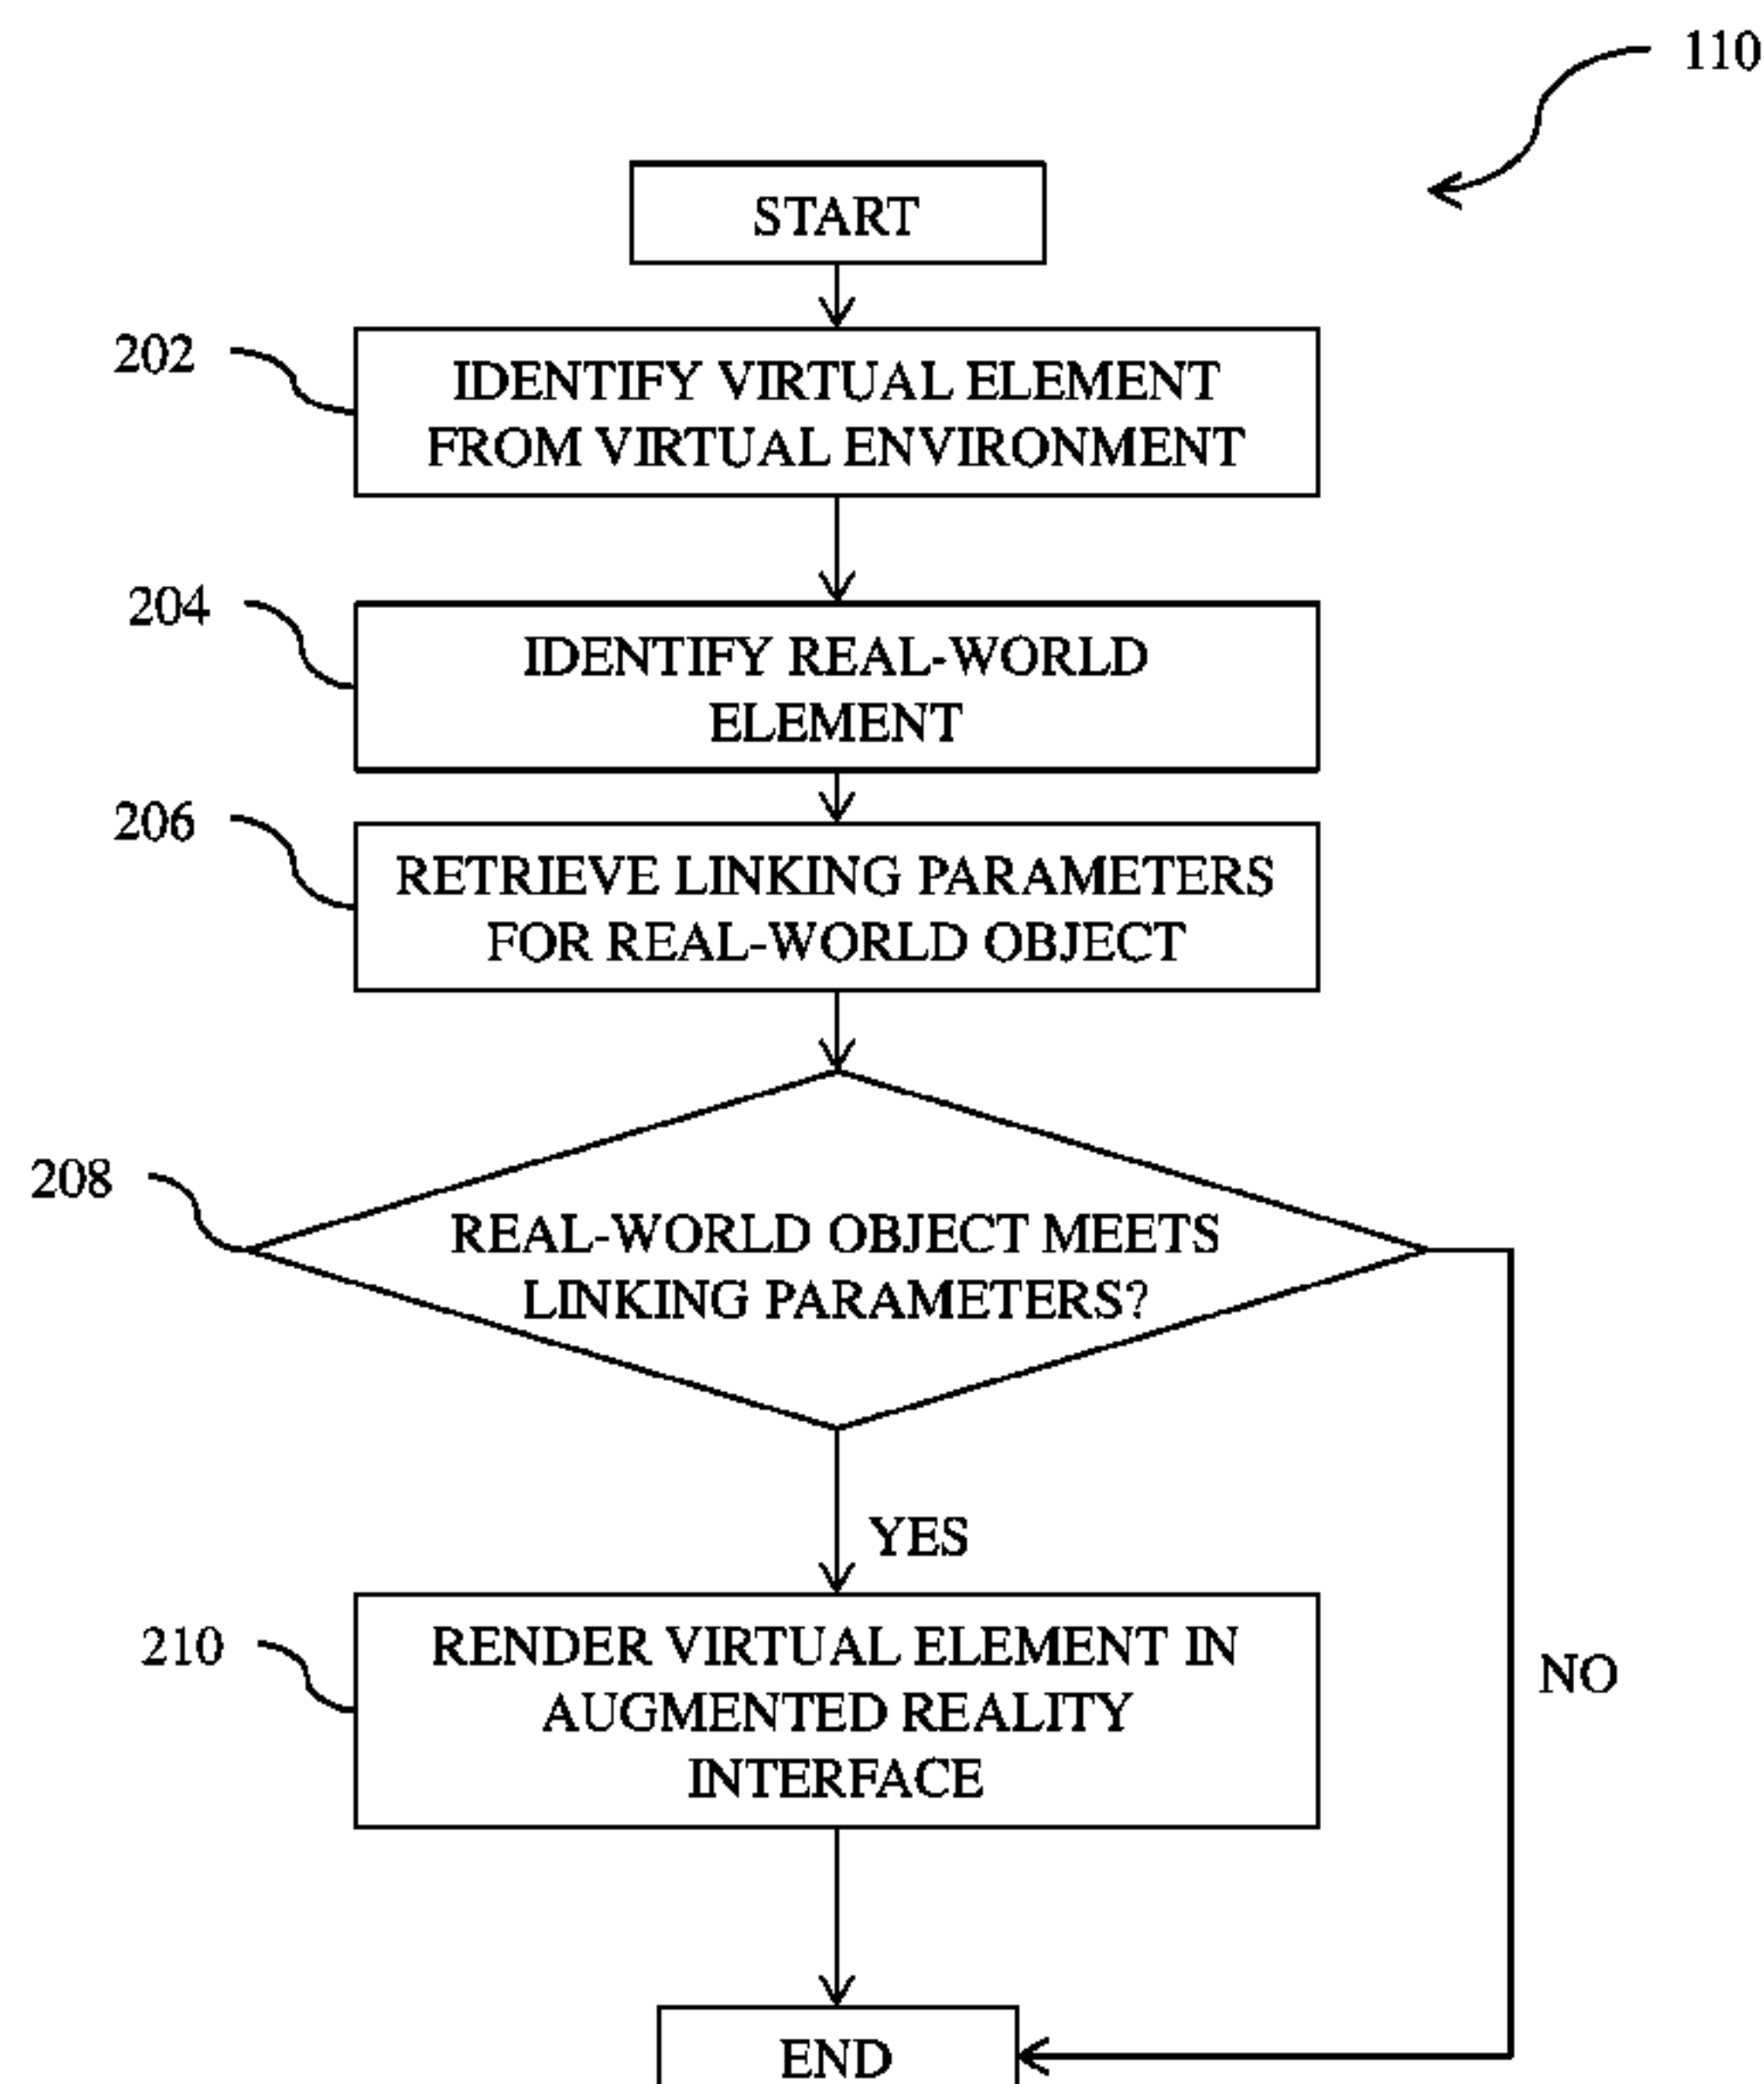 110
START
202
IDENTIFY VIRTUAL ELEMENT
FROM VIRTUAL ENVIRONMENT
204
IDENTIFY REAL-WORLD
ELEMENT
206
RETRIEVE LINKING PARAMETERS
FOR REAL-WORLD OBJECT
208
REAL-WORLD OBJECT MEETS
LINKING PARAMETERS?
YES
210
RENDER VIRTUAL ELEMENT IN
AUGMENTED REALITY
INTERFACE
NO
END